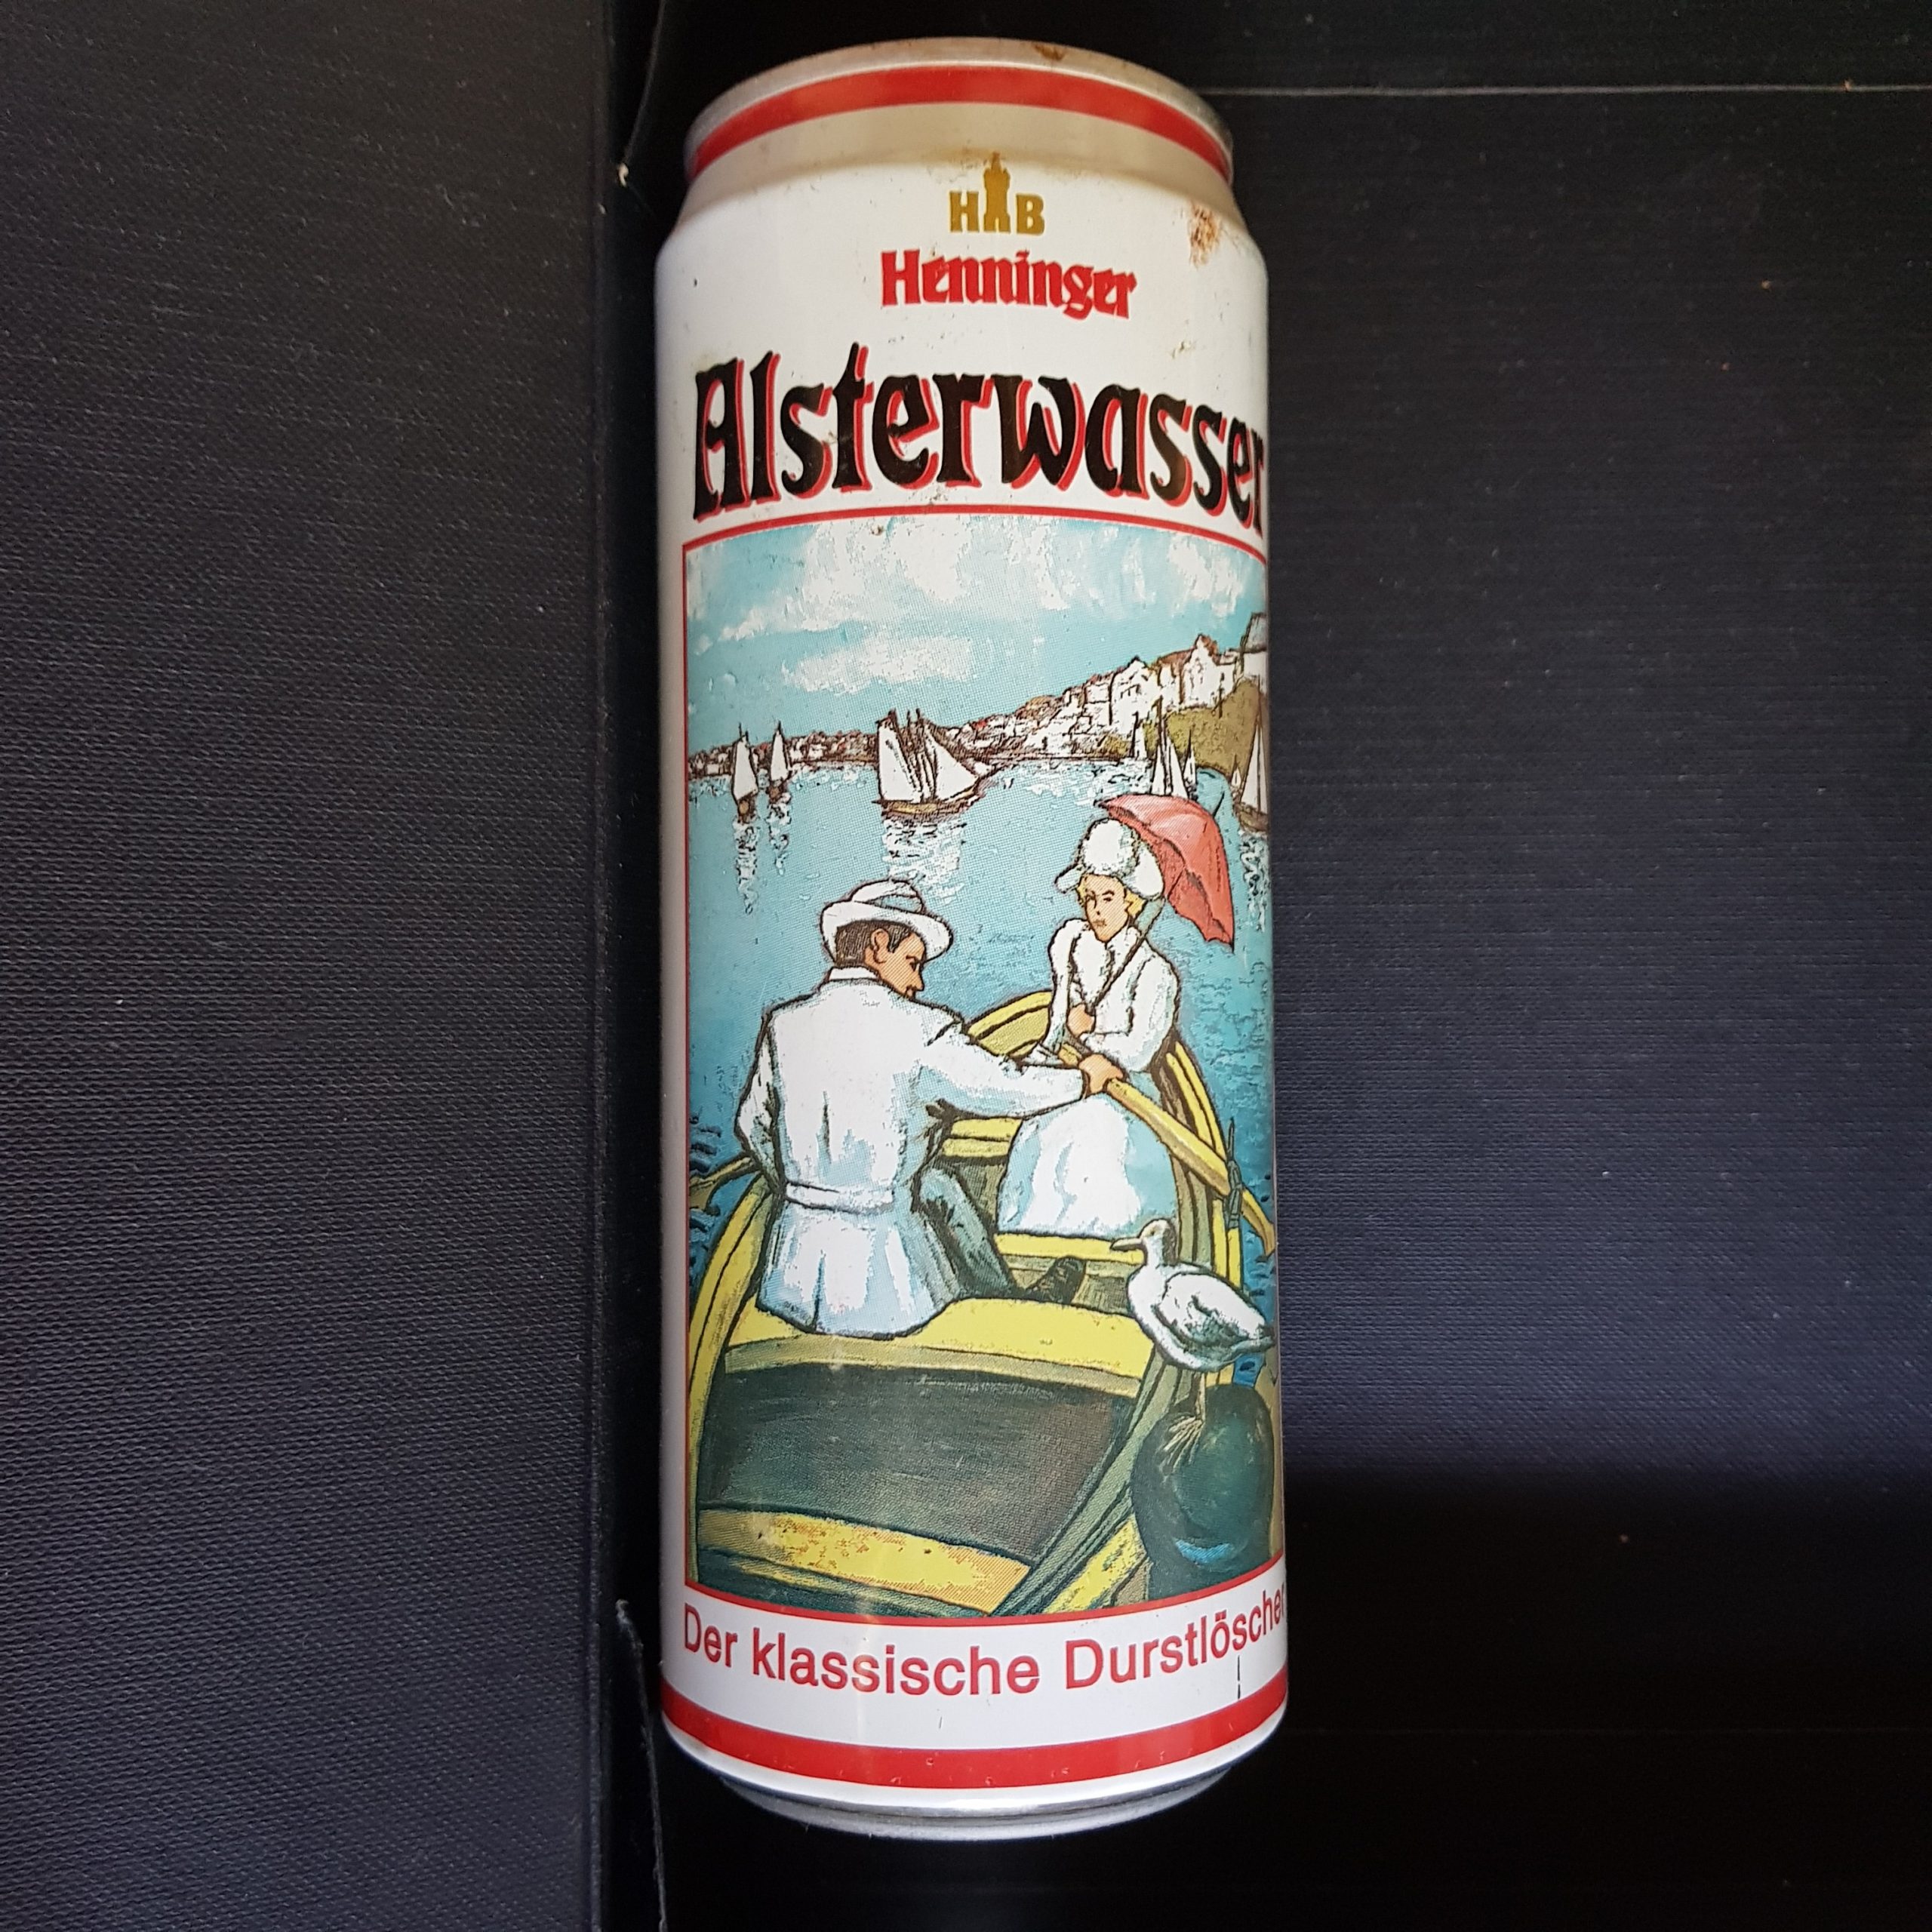 HB
Henninger
Alsterwasser
Der klassische Durstlöscher